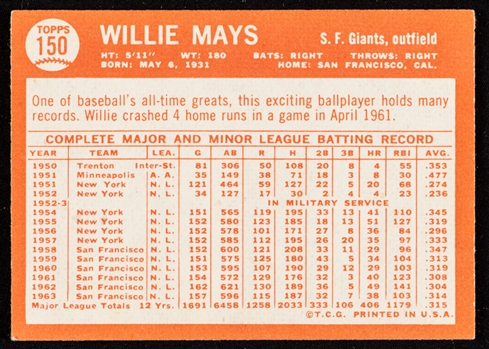 TOPPS
150
WILLIE MAYS
S. F. Giants, outfield
HT: 5'11" WT: 180 BATS: RIGHT THROWS: RIGHT
BORN: MAY 6, 1931 HOME: SAN FRANCISCO, CAL.
One of baseball's all-time greats, this exciting ballplayer holds many
records. Willie crashed 4 home runs in a game in April 1961.
COMPLETE MAJOR AND MINOR LEAGUE BATTING RECORD
YEAR TEAM LEA. G AB R H 2B 3B HR RBI AVG.
1950 Trenton Inter-St. 81 306 50 108 20 8 4 55 .353
1951 Minneapolis A. A. 35 149 38 71 18 3 8 30 .477
1951 New York N. L. 121 464 59 127 22 5 20 68 .274
1952 New York N. L. 34 127 17 30 2 4 4 23 .236
1952-3 IN MILITARY SERVICE
1954 New York N. L. 151 565 119 195 33 13 41 110 .345
1955 New York N. L. 152 580 123 185 18 13 51 127 .319
1956 New York N. L. 152 578 101 171 27 8 36 84 .296
1957 New York N. L. 152 585 112 195 26 20 35 97 .333
1958 San Francisco N. L. 152 600 121 208 33 11 29 96 .347
1959 San Francisco N. L. 151 575 125 180 43 5 34 104 .313
1960 San Francisco N. L. 153 595 107 190 29 12 29 103 .319
1961 San Francisco N. L. 154 572 129 176 32 3 40 123 .308
1962 San Francisco N. L. 162 621 130 189 36 5 49 141 .304
1963 San Francisco N. L. 157 596 115 187 32 7 38 103 .314
Major League Totals 12 Yrs. 1691 6458 1258 2033 333 106 406 1179 .315
©T.C.G. PRINTED IN U.S.A.